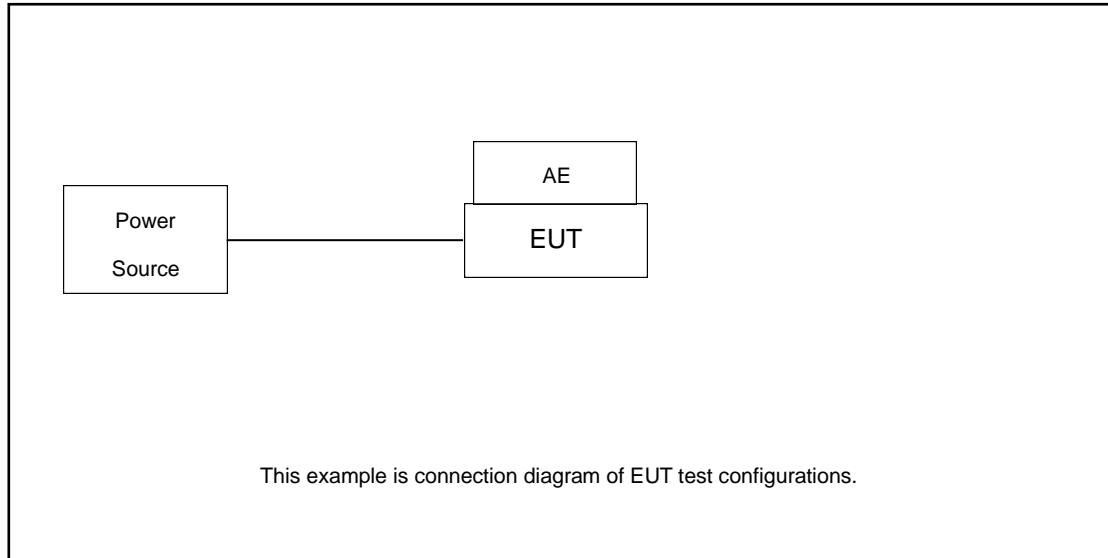 AE
Power
Source
EUT
This example is connection diagram of EUT test configurations.